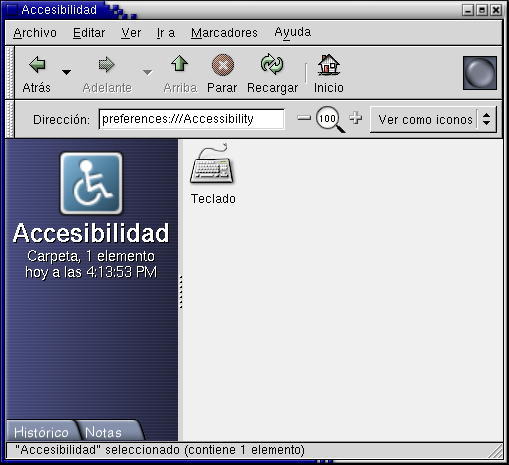 Accesibilidad
Archivo Editar Ver Ir a Marcadores Ayuda
Atrás Adelante Arriba Parar Recargar Inicio
Dirección: preferences:///Accessibility 100 Ver como iconos
Teclado
Accesibilidad
Carpeta, 1 elemento
hoy a las 4:13:53 PM
Histórico Notas
"Accesibilidad" seleccionado (contiene 1 elemento)